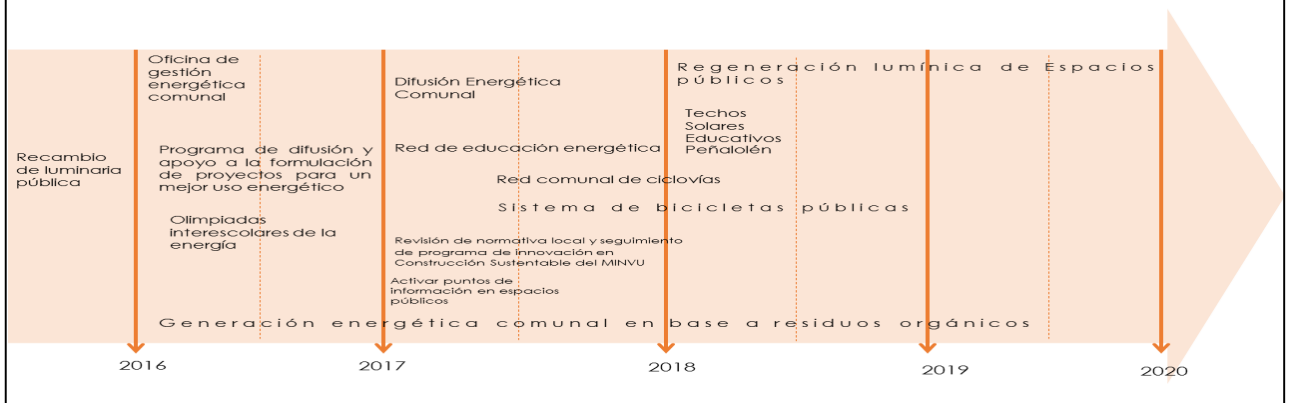 Recambio
de luminaria
pública
Oficina de
gestión
energética
comunal
Programa de difusión y
apoyo a la formulación
de proyectos para un
mejor uso energético
Olimpiadas
interescolares de la
energía
Difusión Energética
Comunal
Red de educación energética
Red comunal de ciclovías
Sistema de bicicletas públicas
Revisión de normativa local y seguimiento
de programa de innovación en
Construcción Sustentable del MINVU
Activar puntos de
información en espacios
públicos
Generación energética comunal en base a residuos orgánicos
Regeneración lumínica de Espacios
públicos
Techos
Solares
Educativos
Peñalolén
2016
2017
2018
2019
2020